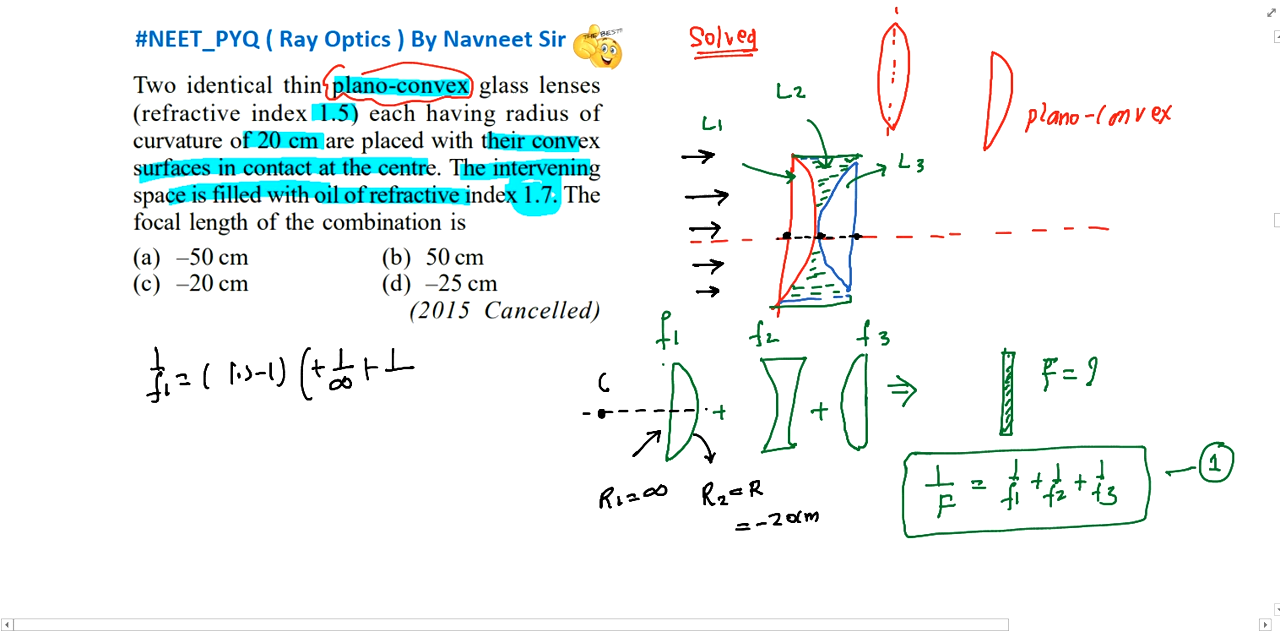 #NEET_PYQ ( Ray Optics ) By Navneet Sir
THE BEST!
Two identical thin plano-convex glass lenses
(refractive index 1.5) each having radius of
curvature of 20 cm are placed with their convex
surfaces in contact at the centre. The intervening
space is filled with oil of refractive index 1.7. The
focal length of the combination is
(a) –50 cm (b) 50 cm
(c) –20 cm (d) –25 cm
(2015 Cancelled)
Solved
plano-convex
L1
L2
L3
f1 f2 f3
C
+ + ⇒ F = ?
R1=∞ R2=R
= -20cm
1/F = 1/f1 + 1/f2 + 1/f3 — 1
1/f1 = ( 1.5-1) (+ 1/∞ + 1